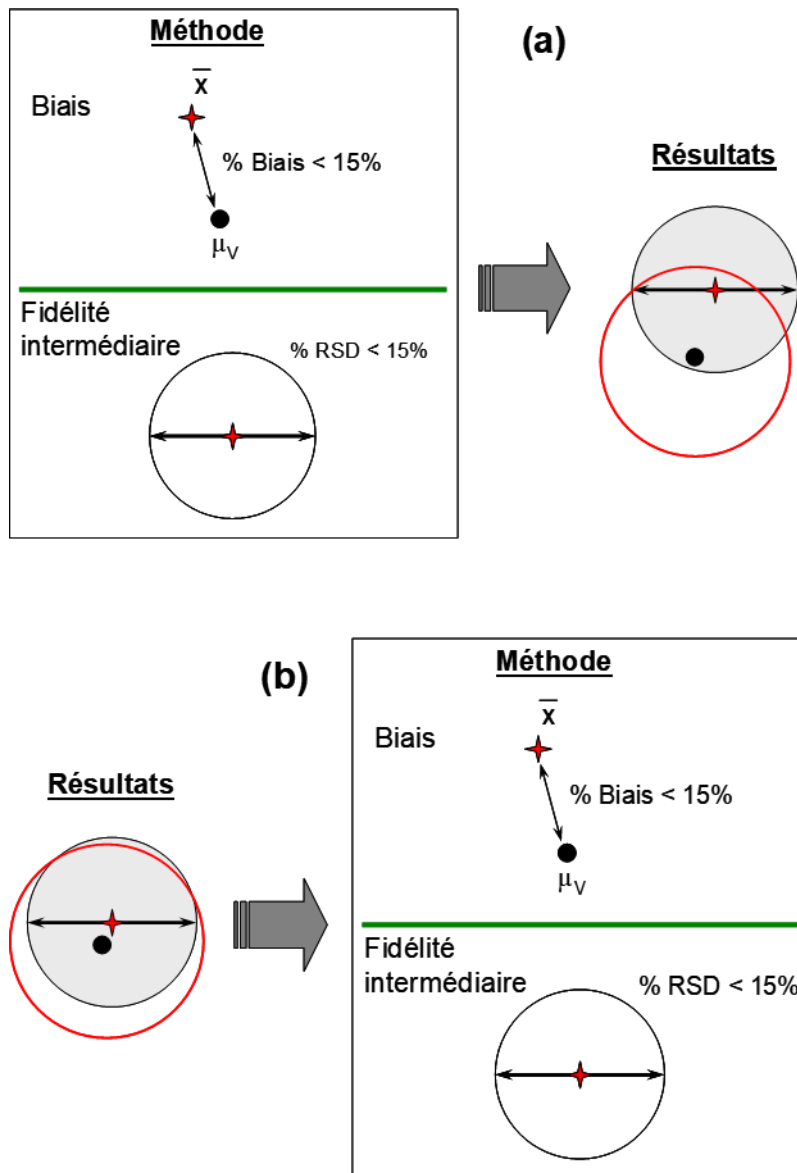 Méthode
(a)
x̅
Biais
% Biais < 15%
μV
Résultats
Fidélité
intermédiaire
% RSD < 15%
(b)
Méthode
x̅
Biais
% Biais < 15%
μV
Résultats
Fidélité
intermédiaire
% RSD < 15%